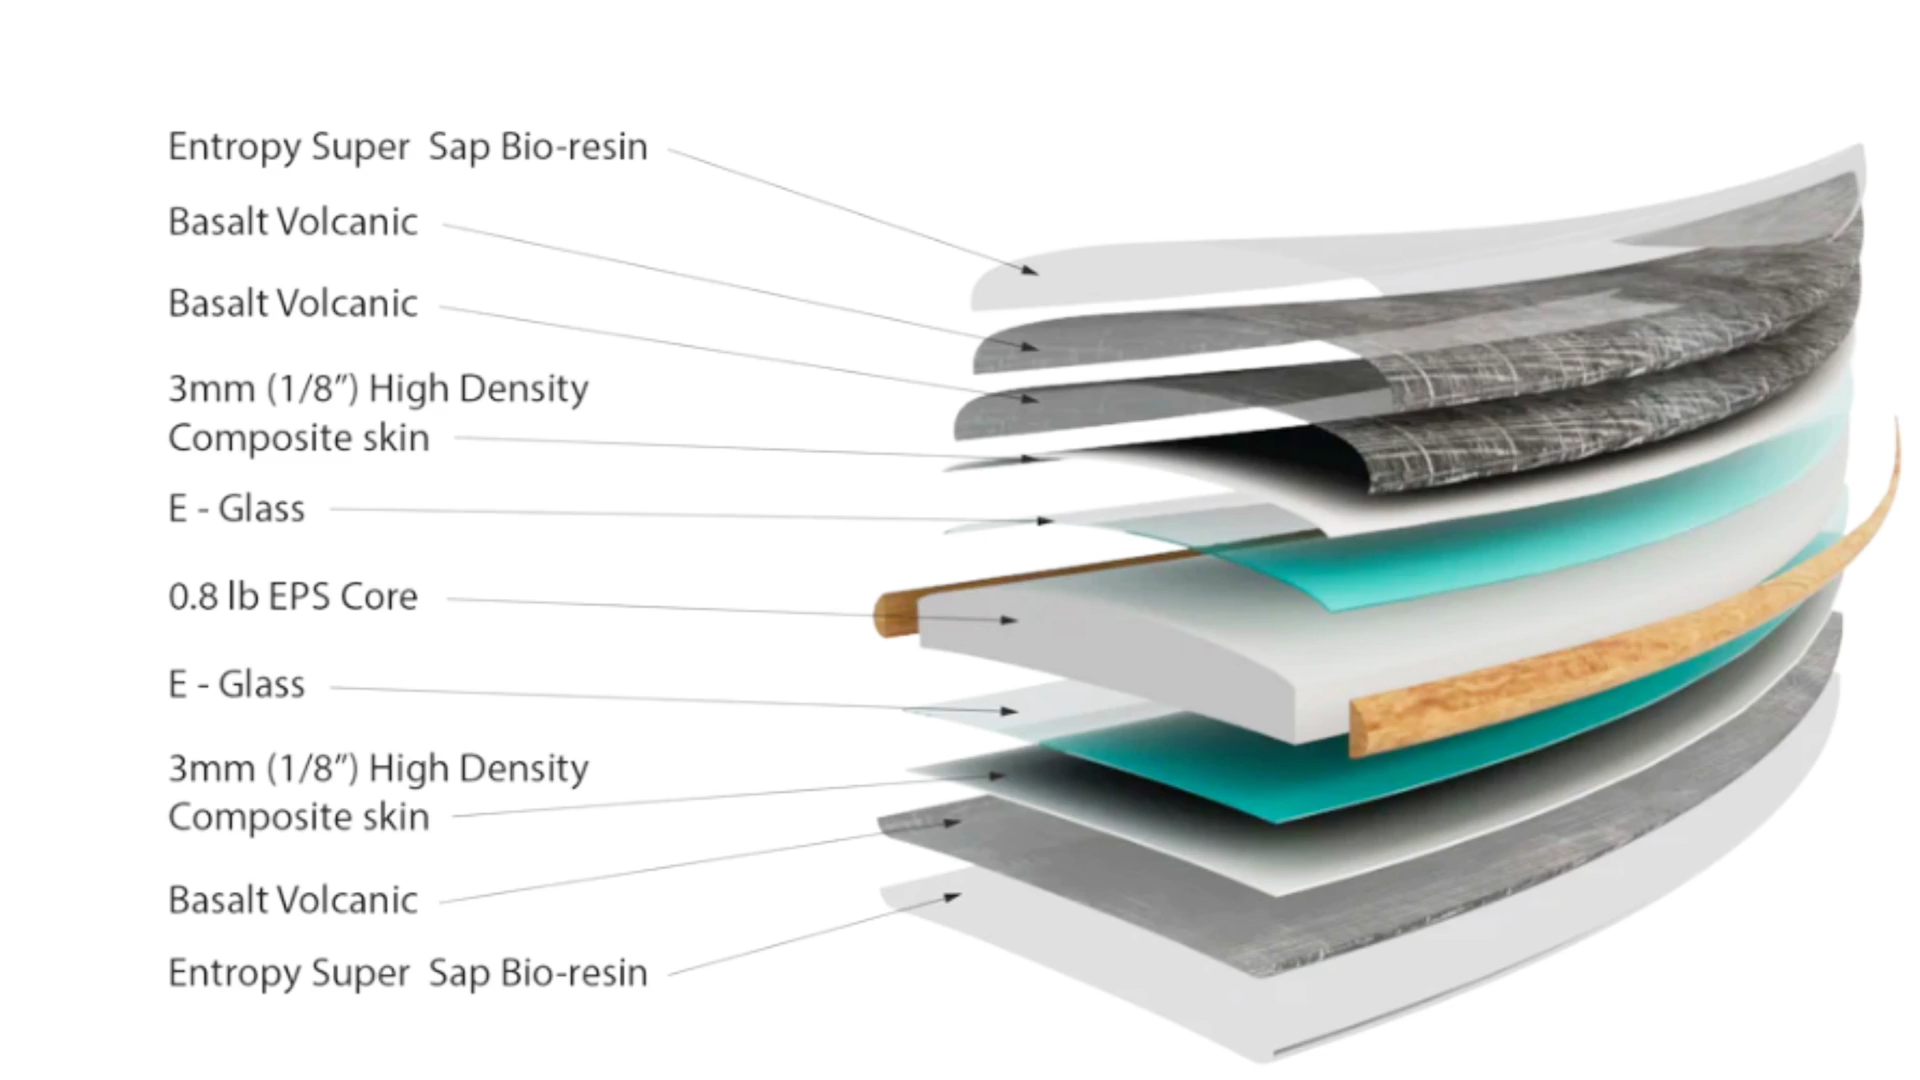 Entropy Super Sap Bio-resin
Basalt Volcanic
Basalt Volcanic
3mm (1/8”) High Density
Composite skin
E - Glass
0.8 lb EPS Core
E - Glass
3mm (1/8”) High Density
Composite skin
Basalt Volcanic
Entropy Super Sap Bio-resin